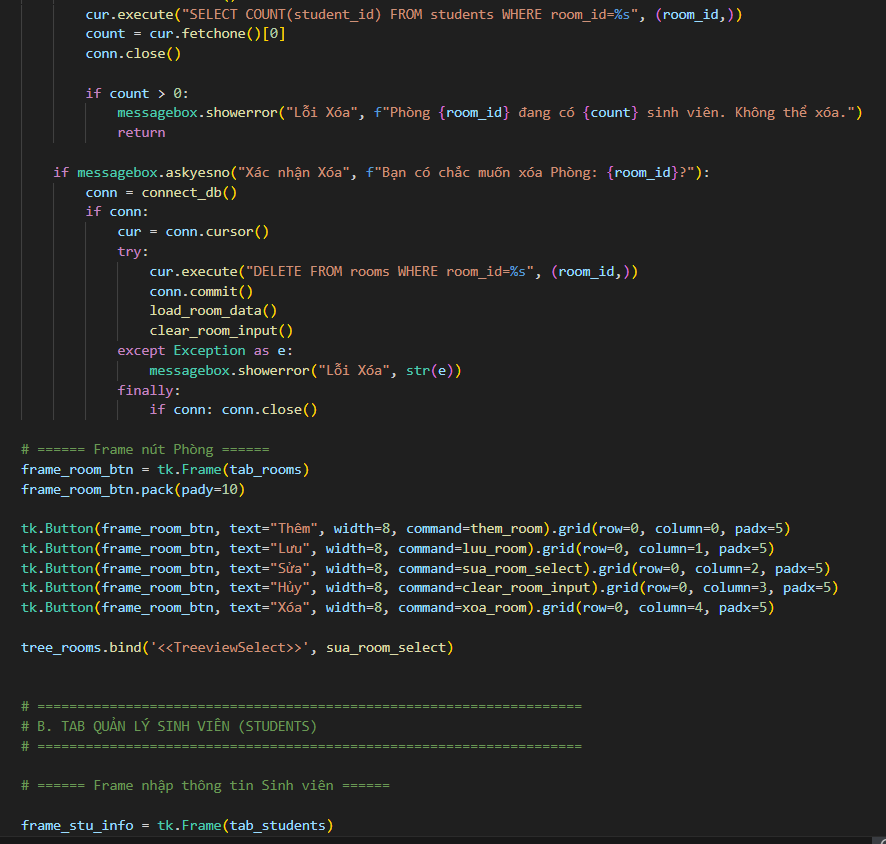 cur.execute("SELECT COUNT(student_id) FROM students WHERE room_id=%s", (room_id,))
count = cur.fetchone()[0]
conn.close()
if count > 0:
messagebox.showerror("Lỗi Xóa", f"Phòng {room_id} đang có {count} sinh viên. Không thể xóa.")
return
if messagebox.askyesno("Xác nhận Xóa", f"Bạn có chắc muốn xóa Phòng: {room_id}?"):
conn = connect_db()
if conn:
cur = conn.cursor()
try:
cur.execute("DELETE FROM rooms WHERE room_id=%s", (room_id,))
conn.commit()
load_room_data()
clear_room_input()
except Exception as e:
messagebox.showerror("Lỗi Xóa", str(e))
finally:
if conn: conn.close()
# ====== Frame nút Phòng ======
frame_room_btn = tk.Frame(tab_rooms)
frame_room_btn.pack(pady=10)
tk.Button(frame_room_btn, text="Thêm", width=8, command=them_room).grid(row=0, column=0, padx=5)
tk.Button(frame_room_btn, text="Lưu", width=8, command=luu_room).grid(row=0, column=1, padx=5)
tk.Button(frame_room_btn, text="Sửa", width=8, command=sua_room_select).grid(row=0, column=2, padx=5)
tk.Button(frame_room_btn, text="Hủy", width=8, command=clear_room_input).grid(row=0, column=3, padx=5)
tk.Button(frame_room_btn, text="Xóa", width=8, command=xoa_room).grid(row=0, column=4, padx=5)
tree_rooms.bind('<<TreeviewSelect>>', sua_room_select)
# ====================================================================
# B. TAB QUẢN LÝ SINH VIÊN (STUDENTS)
# ====================================================================
# ====== Frame nhập thông tin Sinh viên ======
frame_stu_info = tk.Frame(tab_students)